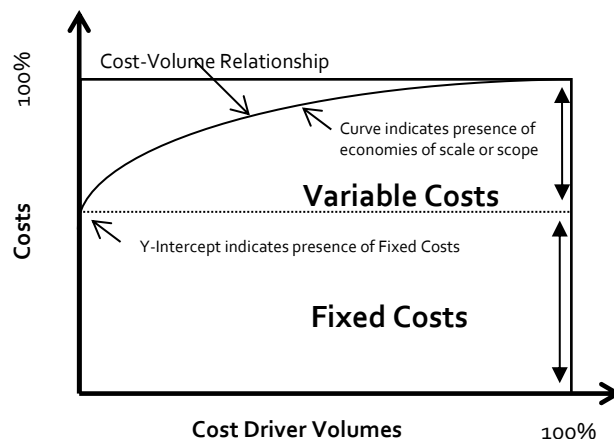 100%
Cost-Volume Relationship
Curve indicates presence of
economies of scale or scope
Variable Costs
Costs
Y-Intercept indicates presence of Fixed Costs
Fixed Costs
Cost Driver Volumes
100%